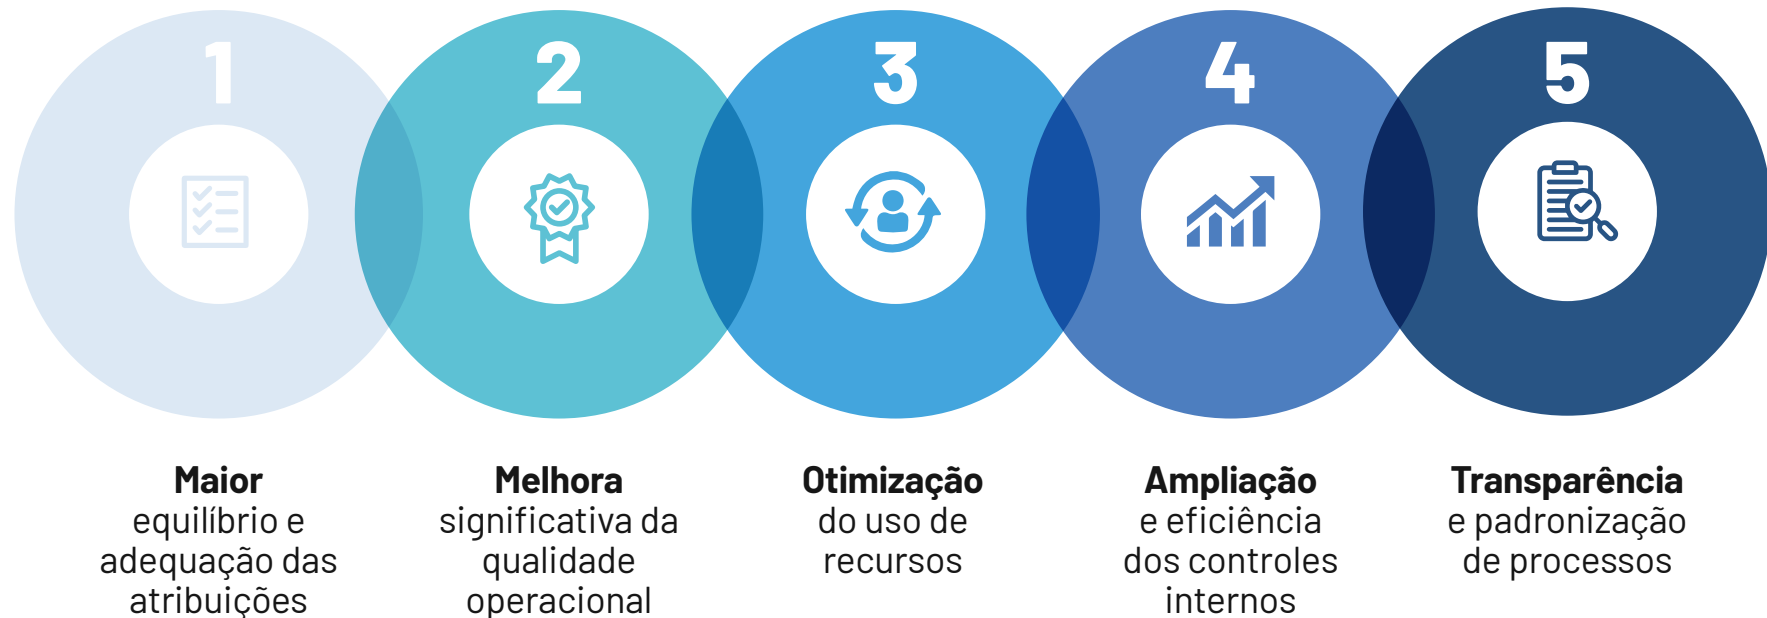 1
2
3
4
5
Maior
equilíbrio e
adequação das
atribuições
Melhora
significativa da
qualidade
operacional
Otimização
do uso de
recursos
Ampliação
e eficiência
dos controles
internos
Transparência
e padronização
de processos